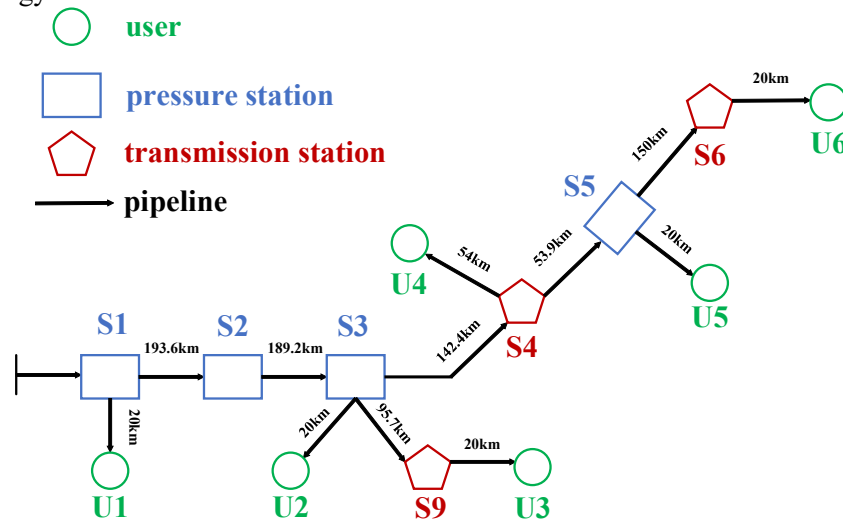 gy
user
pressure station
transmission station
pipeline
20km
U6
S6
150km
S5
20km
U5
53.9km
54km
U4
S4
142.4km
S1
193.6km
S2
189.2km
S3
20km
U1
20km
U2
95.7km
S9
20km
U3